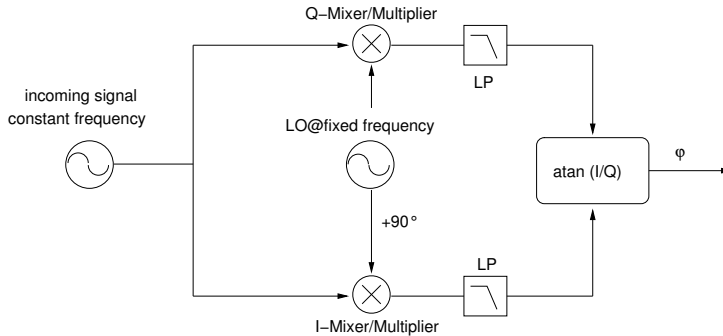 Q−Mixer/Multiplier
LP
incoming signal
constant frequency
LO@fixed frequency
atan (I/Q)
φ
+90°
LP
I−Mixer/Multiplier